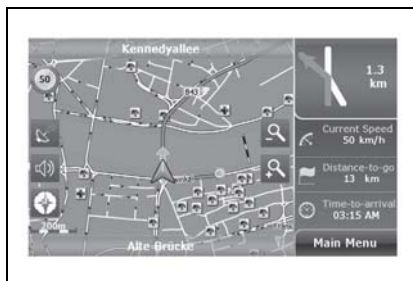 Kennedyallee
50
B43
200m
Alte Brücke
1.3
km
Current Speed
50 km/h
Distance-to-go
13 km
Time-to-arrival
03:15 AM
Main Menu